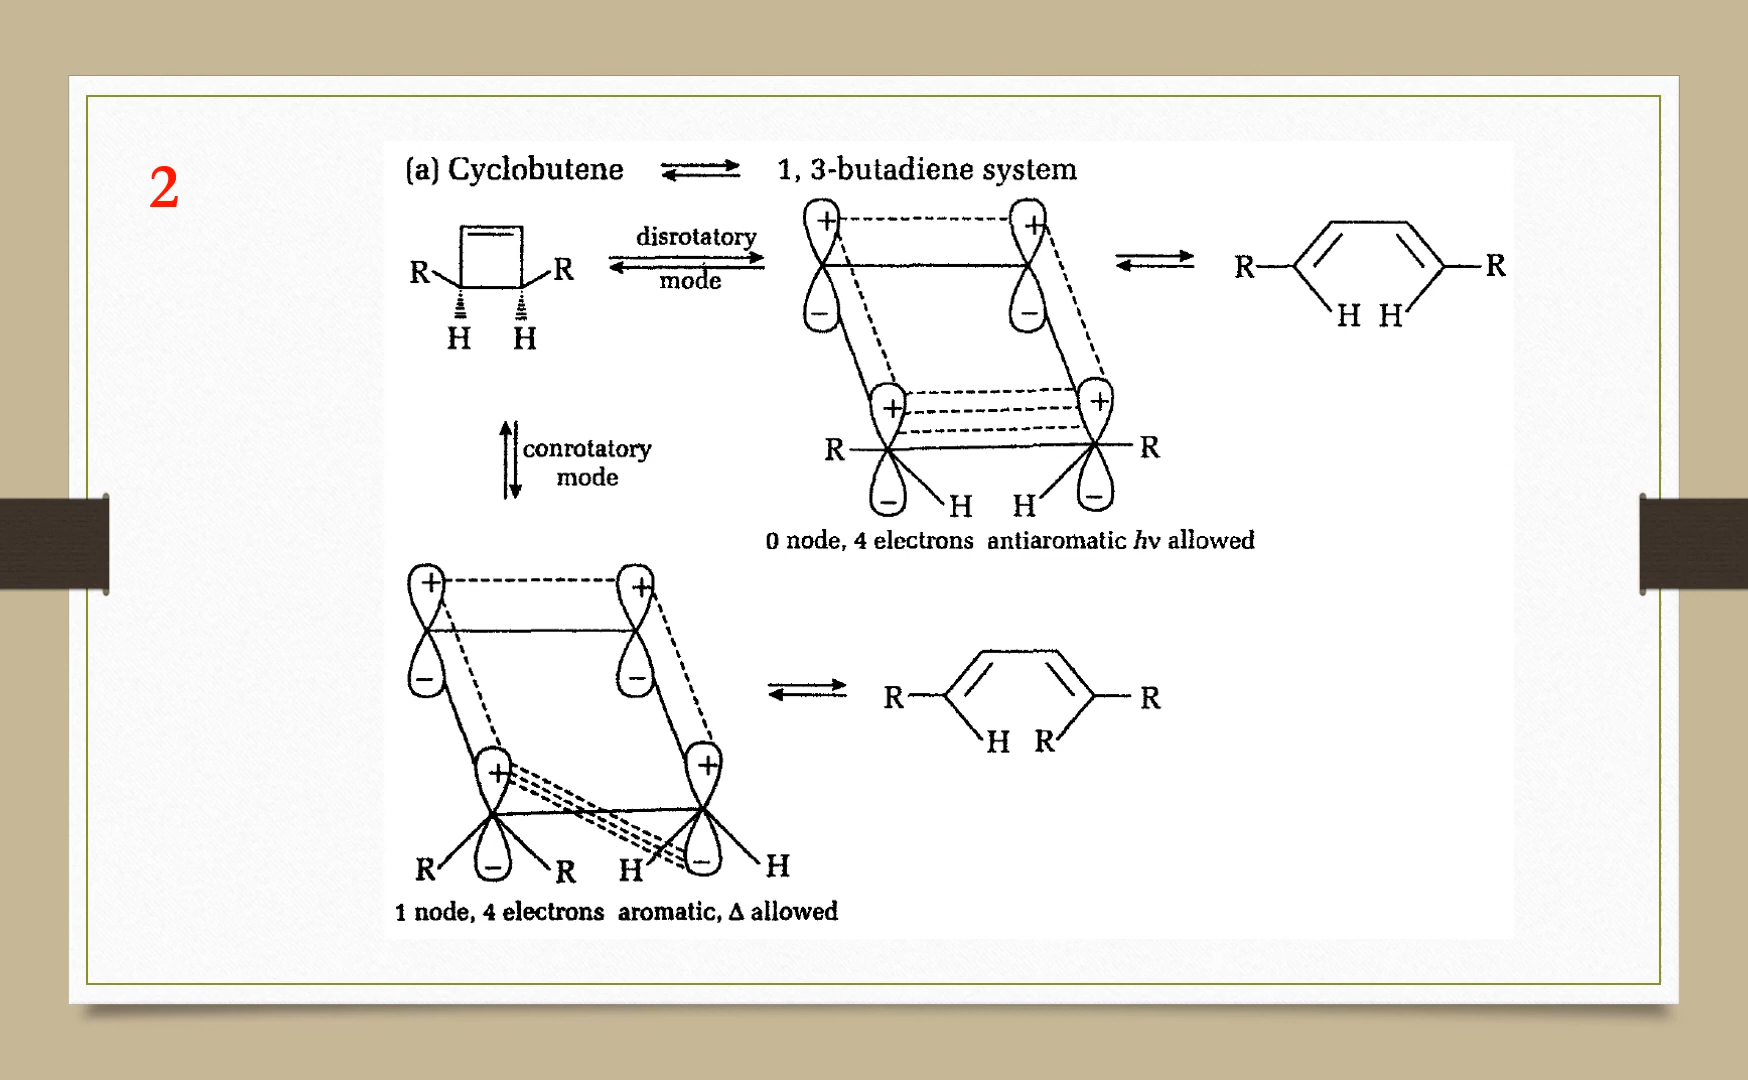 2
(a) Cyclobutene ⇌ 1, 3-butadiene system
R R
H H
disrotatory
mode
+ +
− −
+ +
R R
− −
H H
R R
H H
0 node, 4 electrons antiaromatic hν allowed
conrotatory
mode
+ +
− −
+ +
− −
R R H H
R R
H R
1 node, 4 electrons aromatic, Δ allowed